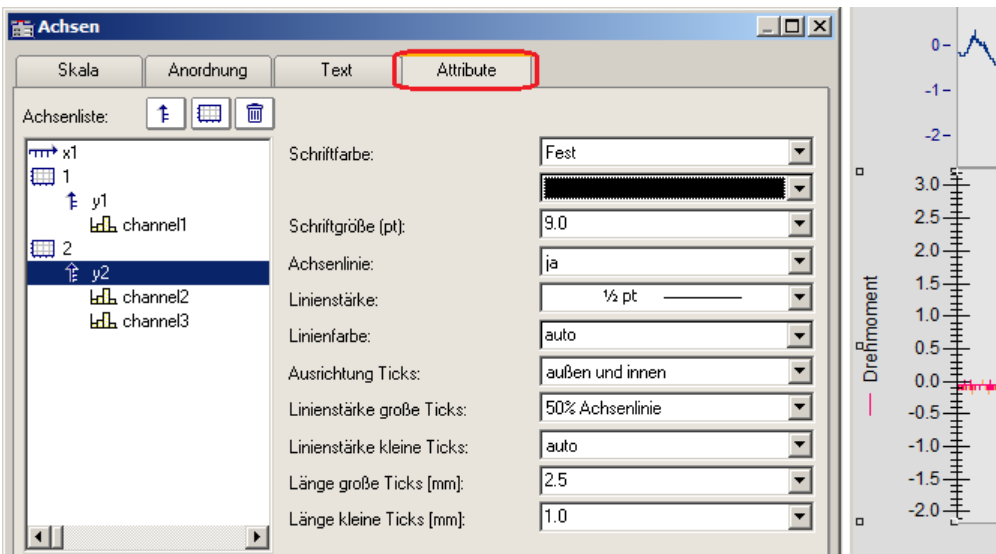 Achsen
Skala Anordnung Text Attribute
Achsenliste:
x1
1
y1
channel1
2
y2
channel2
channel3
Schriftfarbe: Fest
Schriftgröße (pt): 9.0
Achsenlinie: ja
Linienstärke: ½ pt
Linienfarbe: auto
Ausrichtung Ticks: außen und innen
Linienstärke große Ticks: 50% Achsenlinie
Linienstärke kleine Ticks: auto
Länge große Ticks [mm]: 2.5
Länge kleine Ticks [mm]: 1.0
0
-1
-2
Drehmoment
3.0
2.5
2.0
1.5
1.0
0.5
0.0
-0.5
-1.0
-1.5
-2.0